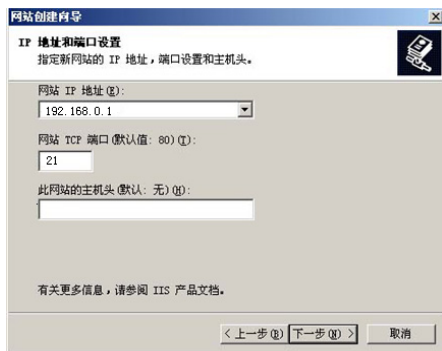 网站创建向导
IP 地址和端口设置
指定新网站的 IP 地址，端口设置和主机头。
网站 IP 地址(E):
192.168.0.1
网站 TCP 端口(默认值: 80)(T):
21
此网站的主机头(默认: 无)(H):
有关更多信息，请参阅 IIS 产品文档。
< 上一步(B) 下一步(N) > 取消